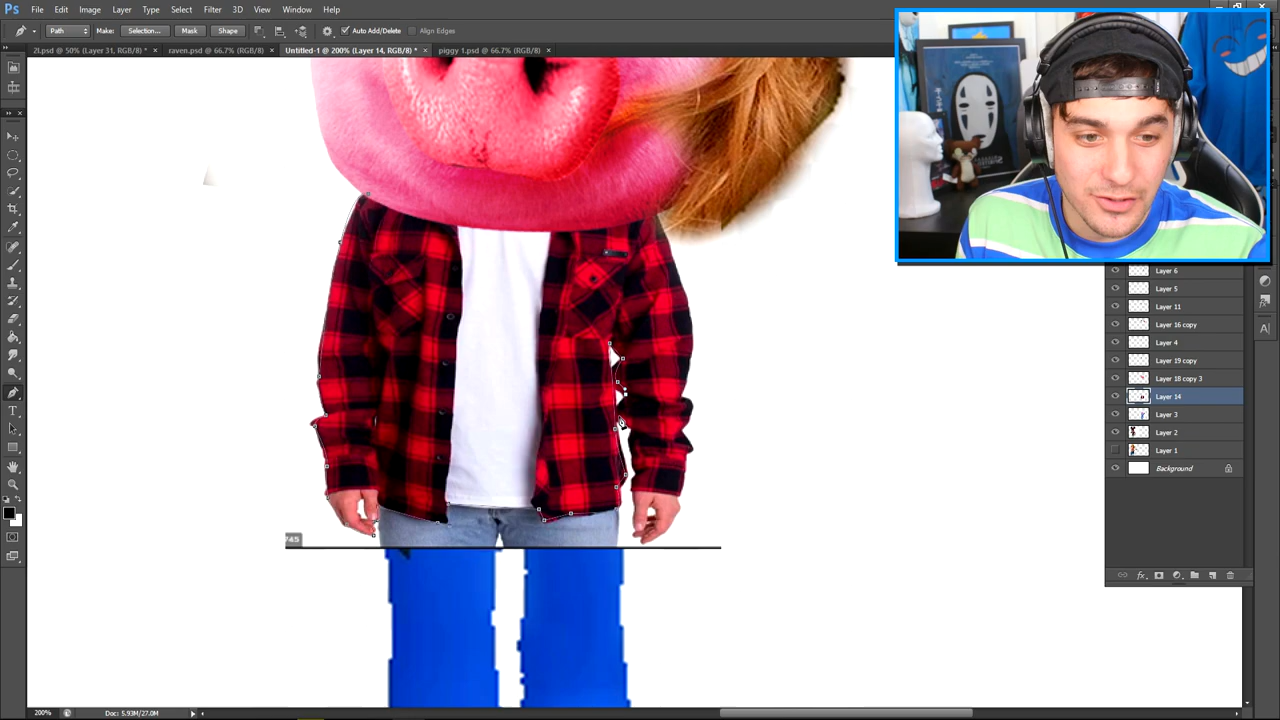 Ps File Edit Image Layer Type Select Filter 3D View Window Help
Path Make: Selection... Mask Shape Auto Add/Delete Align Edges
2l.psd @ 50% (Layer 31, RGB/8) * × raven.psd @ 66.7% (RGB/8) × Untitled-1 @ 200% (Layer 14, RGB/8) * × piggy 1.psd @ 66.7% (RGB/8) ×
Layer 6
Layer 5
Layer 11
Layer 16 copy
Layer 4
Layer 19 copy
Layer 18 copy 3
Layer 14
Layer 3
Layer 2
Layer 1
Background
745
200% Doc: 5.93M/27.0M